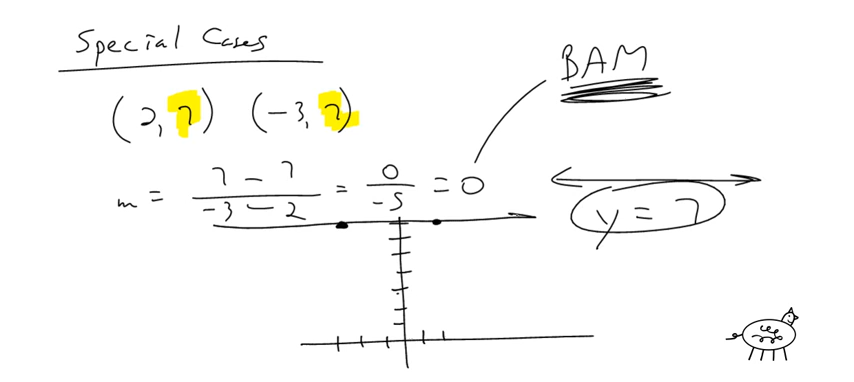 Special Cases
BAM
(2, 7) (-3, 7)
m = 7 - 7 / -3 - 2 = 0 / -5 = 0
y = 7